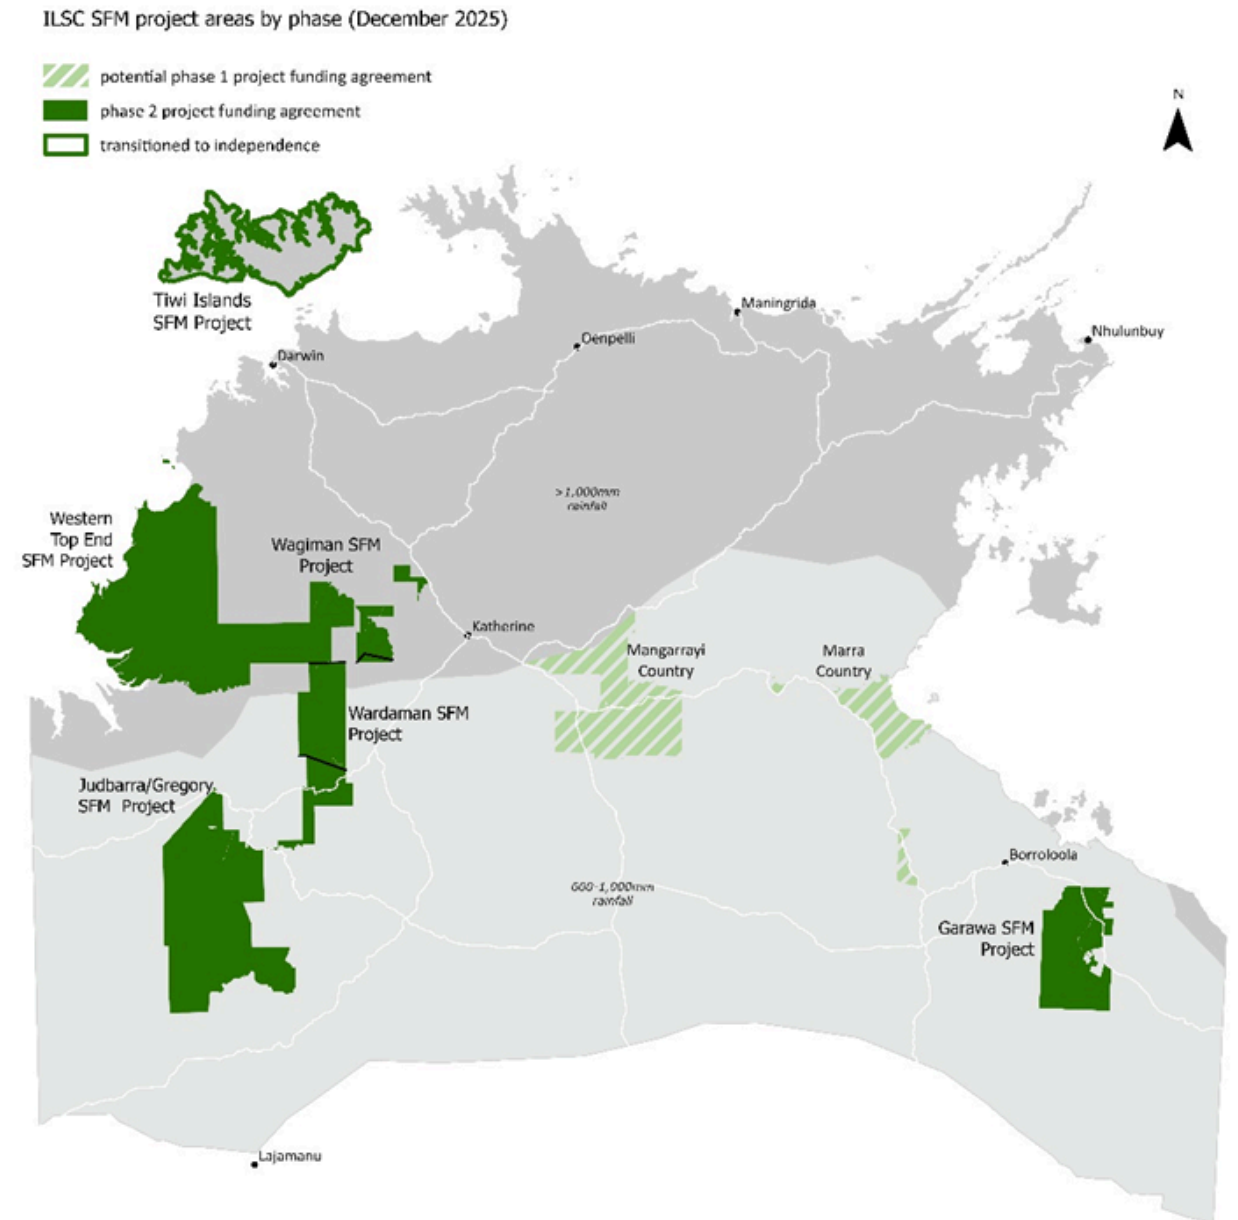 ILSC SFM project areas by phase (December 2025)
potential phase 1 project funding agreement
phase 2 project funding agreement
transitioned to independence
N
Tiwi Islands
SFM Project
Maningrida
Nhulunbuy
Oenpelli
Darwin
>1,000mm
rainfall
Western
Top End
SFM Project
Wagiman SFM
Project
Katherine
Mangarrayi
Country
Marra
Country
Wardaman SFM
Project
Judbarra/Gregory
SFM Project
Borroloola
600-1,000mm
rainfall
Garawa SFM
Project
Lajamanu